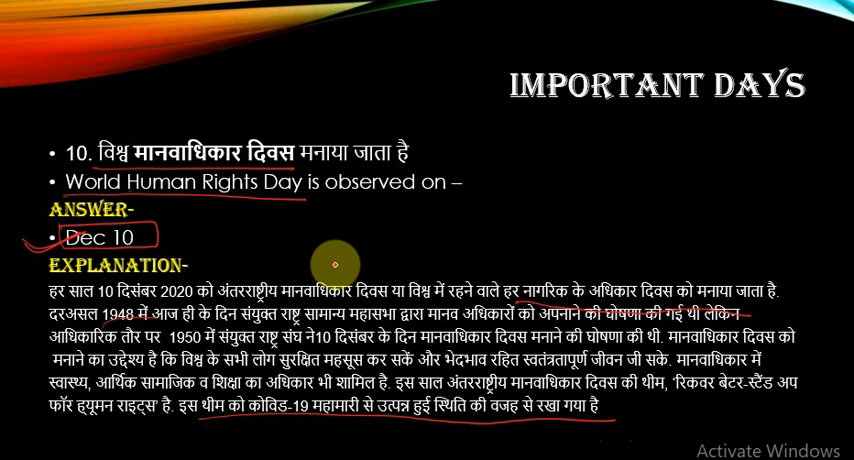 IMPORTANT DAYS
• 10. विश्व मानवाधिकार दिवस मनाया जाता है
• World Human Rights Day is observed on –
ANSWER-
• Dec 10
EXPLANATION-
हर साल 10 दिसंबर 2020 को अंतरराष्ट्रीय मानवाधिकार दिवस या विश्व में रहने वाले हर नागरिक के अधिकार दिवस को मनाया जाता है.
दरअसल 1948 में आज ही के दिन संयुक्त राष्ट्र सामान्य महासभा द्वारा मानव अधिकारों को अपनाने की घोषणा की गई थी लेकिन
आधिकारिक तौर पर 1950 में संयुक्त राष्ट्र संघ ने10 दिसंबर के दिन मानवाधिकार दिवस मनाने की घोषणा की थी. मानवाधिकार दिवस को
मनाने का उद्देश्य है कि विश्व के सभी लोग सुरक्षित महसूस कर सकें और भेदभाव रहित स्वतंत्रतापूर्ण जीवन जी सके. मानवाधिकार में
स्वास्थ्य, आर्थिक सामाजिक व शिक्षा का अधिकार भी शामिल है. इस साल अंतरराष्ट्रीय मानवाधिकार दिवस की थीम, 'रिकवर बेटर-स्टैंड अप
फॉर ह्यूमन राइट्स' है. इस थीम को कोविड-19 महामारी से उत्पन्न हुई स्थिति की वजह से रखा गया है
Activate Windows